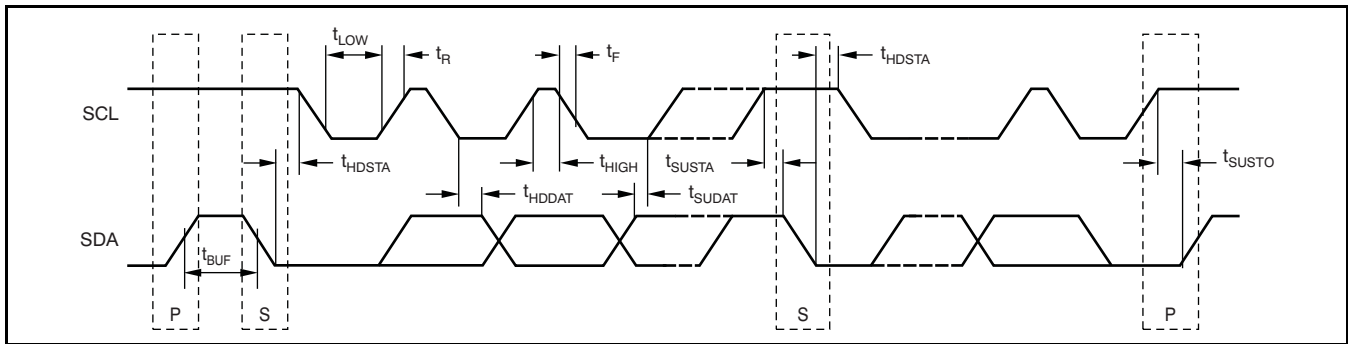 tLOW
tR
tF
tHDSTA
SCL
tHDSTA
tHIGH
tSUSTA
tSUSTO
tHDDAT
tSUDAT
SDA
tBUF
P
S
S
P